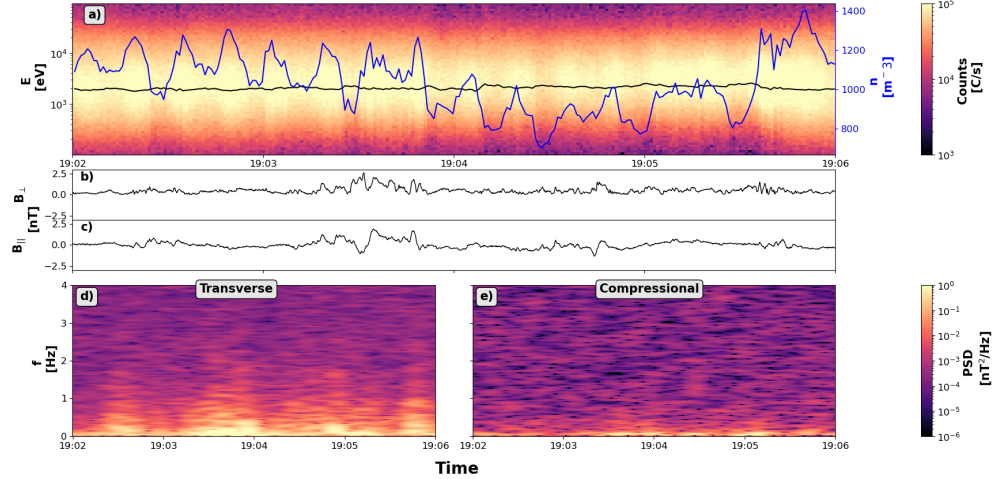 a)
10⁴
10³
E
[eV]
1400
1200
1000
800
n
[m⁻³]
10⁵
10⁴
10³
Counts
[C/s]
19:02 19:03 19:04 19:05 19:06
b)
2.5
0.0
−2.5
B⊥
[nT]
c)
2.5
0.0
−2.5
B||
d) Transverse
e) Compressional
4
3
2
1
0
f
[Hz]
19:02 19:03 19:04 19:05 19:06
19:02 19:03 19:04 19:05 19:06
10⁰
10⁻¹
10⁻²
10⁻³
10⁻⁴
10⁻⁵
10⁻⁶
PSD
[nT²/Hz]
Time